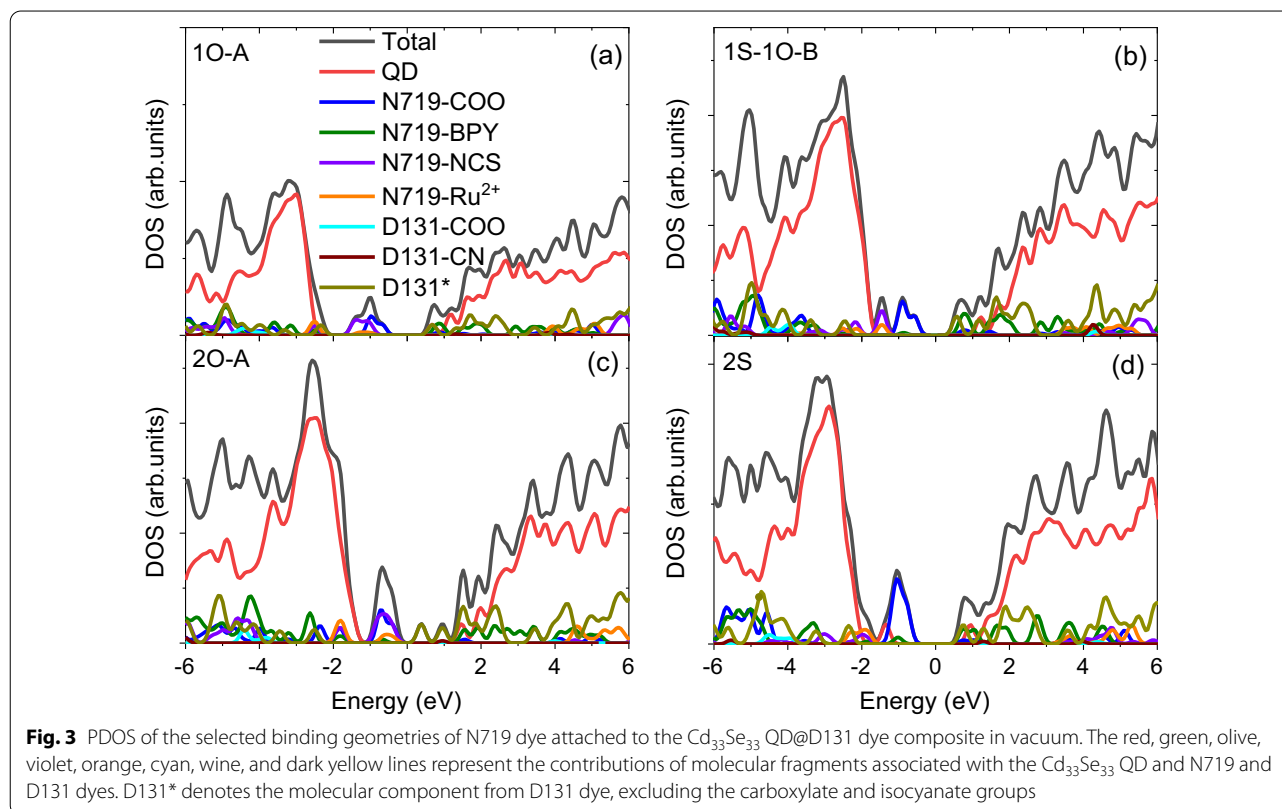 1O-A
(a)
Total
QD
N719-COO
N719-BPY
N719-NCS
N719-Ru²⁺
D131-COO
D131-CN
D131*
DOS (arb.units)
1S-1O-B
(b)
DOS (arb.units)
2O-A
(c)
DOS (arb.units)
-6 -4 -2 0 2 4 6
Energy (eV)
2S
(d)
DOS (arb.units)
-6 -4 -2 0 2 4 6
Energy (eV)
Fig. 3 PDOS of the selected binding geometries of N719 dye attached to the Cd₃₃Se₃₃ QD@D131 dye composite in vacuum. The red, green, olive,
violet, orange, cyan, wine, and dark yellow lines represent the contributions of molecular fragments associated with the Cd₃₃Se₃₃ QD and N719 and
D131 dyes. D131* denotes the molecular component from D131 dye, excluding the carboxylate and isocyanate groups